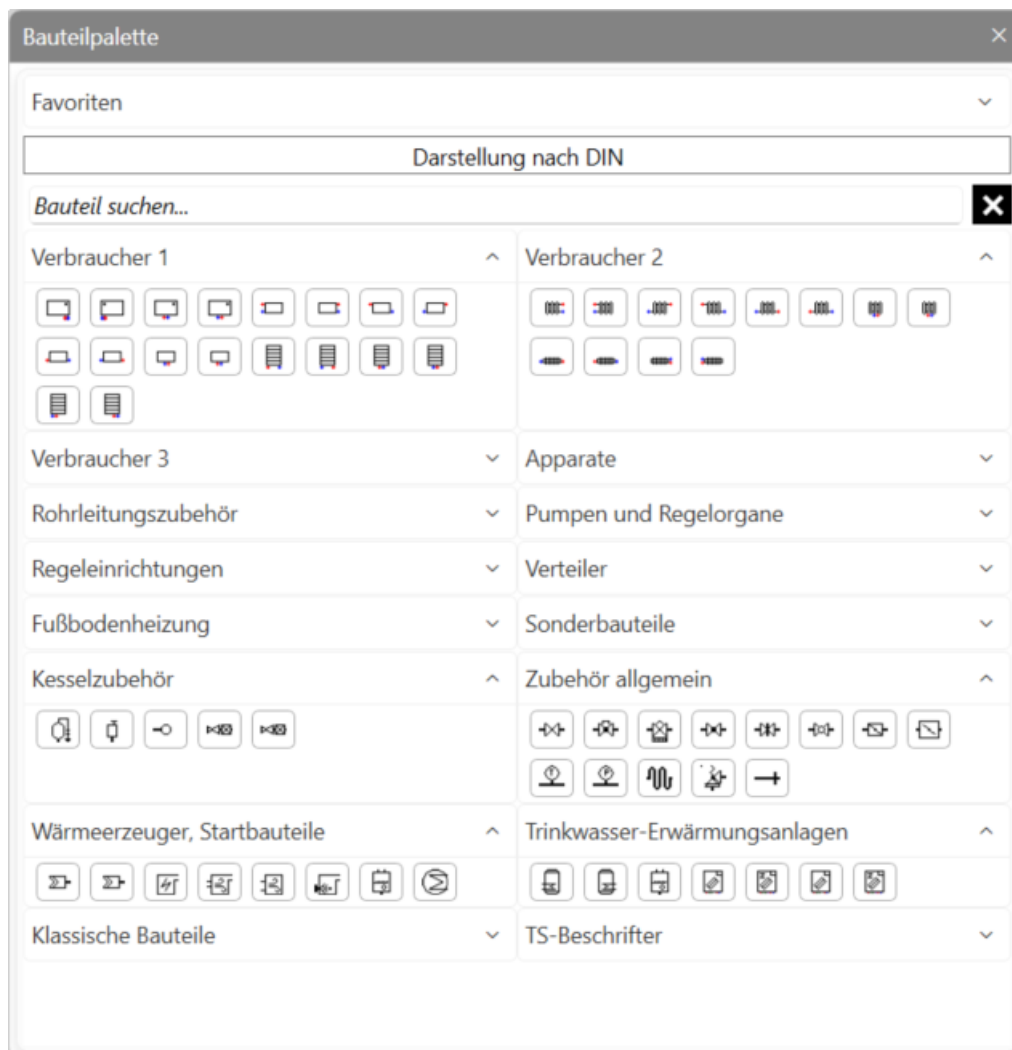 Bauteilpalette
Favoriten
Darstellung nach DIN
Bauteil suchen...
Verbraucher 1
Verbraucher 2
Verbraucher 3
Apparate
Rohrleitungszubehör
Pumpen und Regelorgane
Regeleinrichtungen
Verteiler
Fußbodenheizung
Sonderbauteile
Kesselzubehör
Zubehör allgemein
Wärmeerzeuger, Startbauteile
Trinkwasser-Erwärmungsanlagen
Klassische Bauteile
TS-Beschrifter